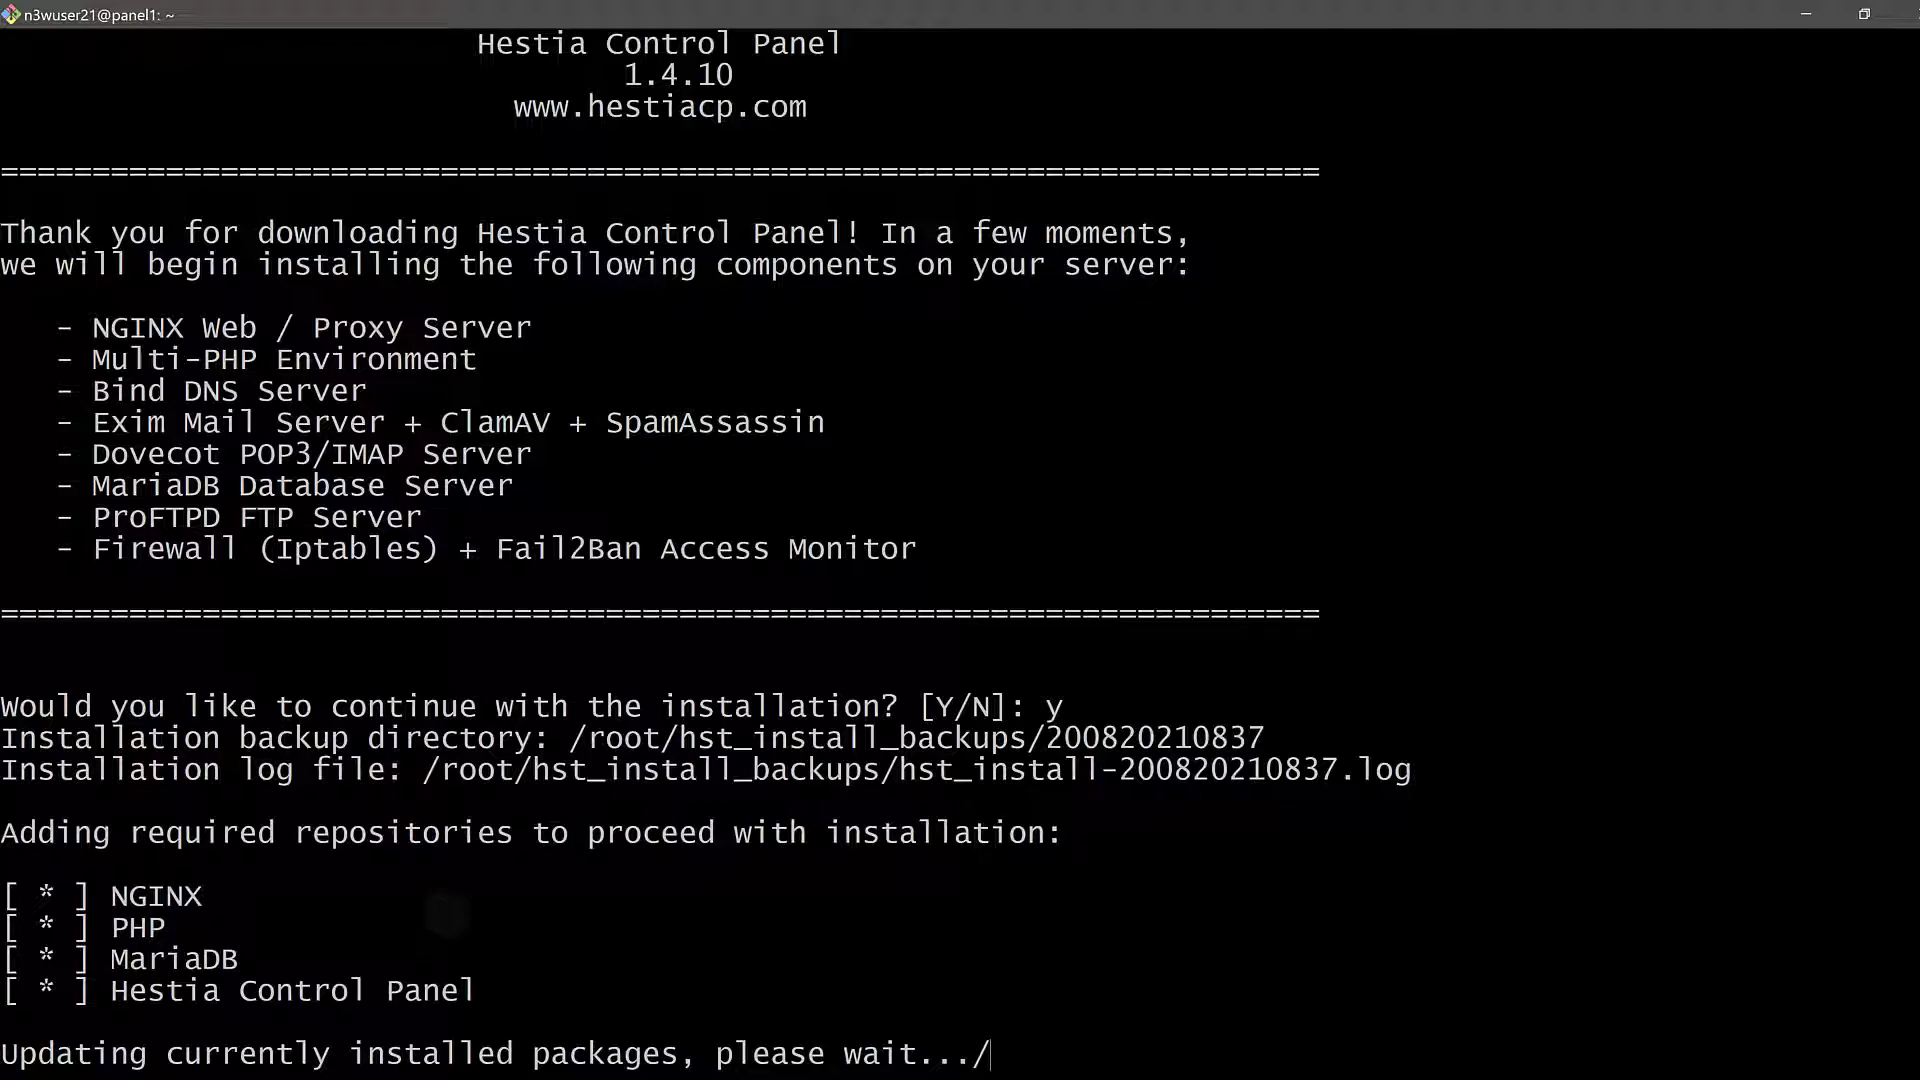 n3wuser21@panel1: ~
Hestia Control Panel
1.4.10
www.hestiacp.com
========================================================================
Thank you for downloading Hestia Control Panel! In a few moments,
we will begin installing the following components on your server:
- NGINX Web / Proxy Server
- Multi-PHP Environment
- Bind DNS Server
- Exim Mail Server + ClamAV + SpamAssassin
- Dovecot POP3/IMAP Server
- MariaDB Database Server
- ProFTPD FTP Server
- Firewall (Iptables) + Fail2Ban Access Monitor
========================================================================
Would you like to continue with the installation? [Y/N]: y
Installation backup directory: /root/hst_install_backups/200820210837
Installation log file: /root/hst_install_backups/hst_install-200820210837.log
Adding required repositories to proceed with installation:
[ * ] NGINX
[ * ] PHP
[ * ] MariaDB
[ * ] Hestia Control Panel
Updating currently installed packages, please wait.../